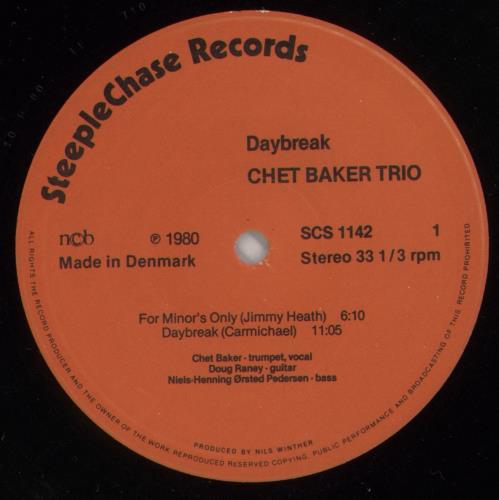 SteepleChase Records
Daybreak
CHET BAKER TRIO
ncb
℗ 1980
SCS 1142 1
Made in Denmark
Stereo 33 1/3 rpm
For Minor's Only (Jimmy Heath) 6:10
Daybreak (Carmichael) 11:05
Chet Baker - trumpet, vocal
Doug Raney - guitar
Niels-Henning Ørsted Pedersen - bass
PRODUCED BY NILS WINTHER
ALL RIGHTS THE RECORD PRODUCER AND THE OWNER OF THE WORK REPRODUCED RESERVED COPYING, PUBLIC PERFORMANCE AND BROADCASTING OF THIS RECORD PROHIBITED